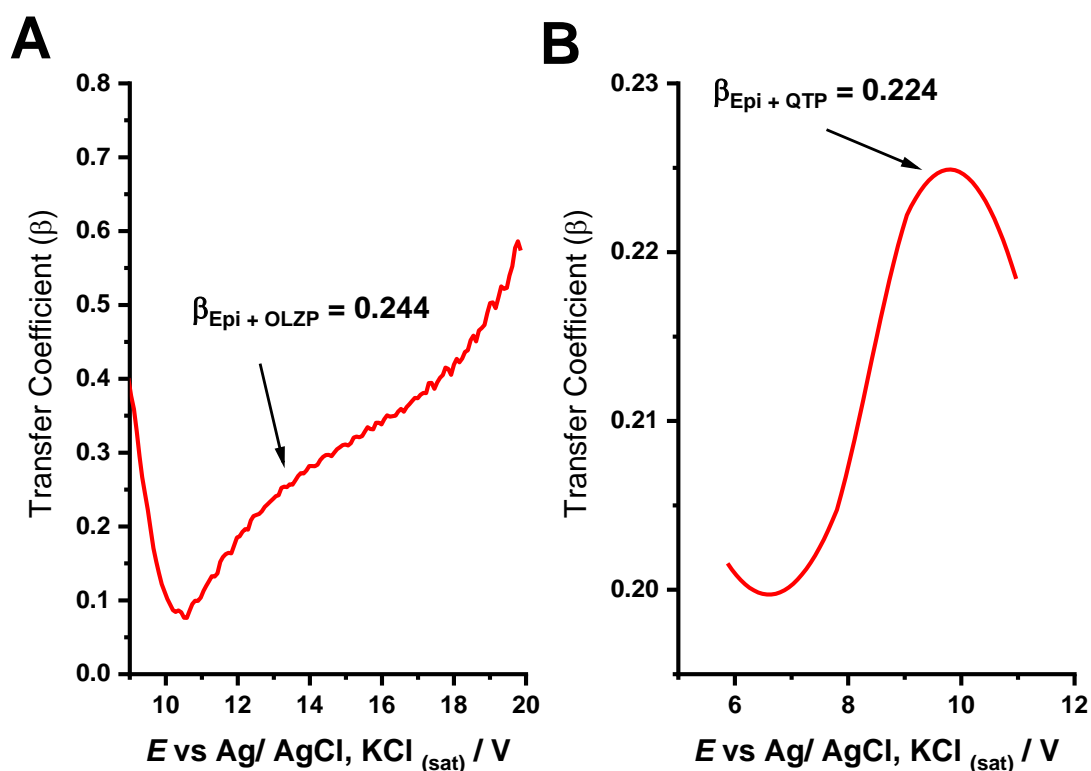 A
Transfer Coefficient (β)
0.8
0.7
0.6
0.5
0.4
0.3
0.2
0.1
0.0
β Epi + OLZP = 0.244
10 12 14 16 18 20
E vs Ag/ AgCl, KCl (sat) / V
B
Transfer Coefficient (β)
0.23
0.22
0.21
0.20
β Epi + QTP = 0.224
6 8 10 12
E vs Ag/ AgCl, KCl (sat) / V